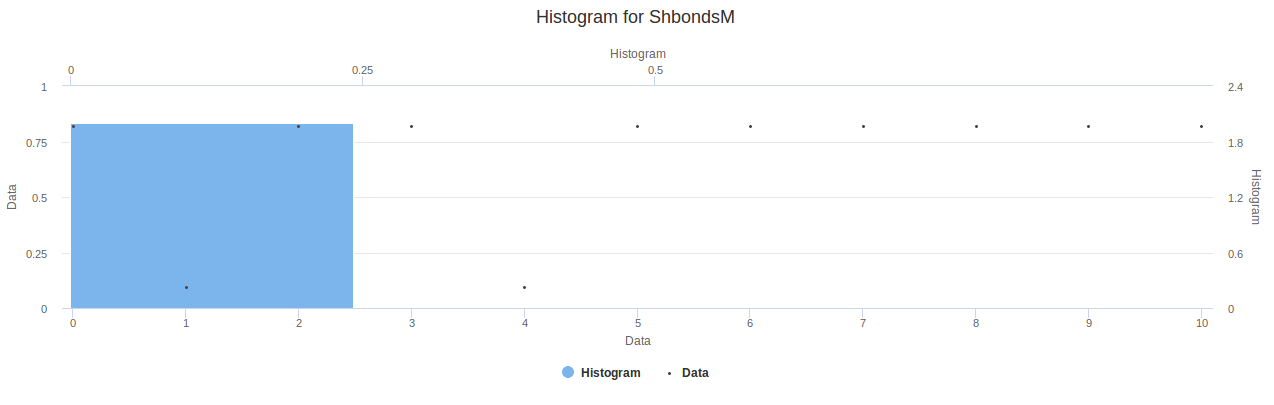 Histogram for ShbondsM
Histogram
0 0.25 0.5
1 2.4
0.75 1.8
0.5 1.2
0.25 0.6
0 0
Data
Histogram
0 1 2 3 4 5 6 7 8 9 10
Data
Histogram Data